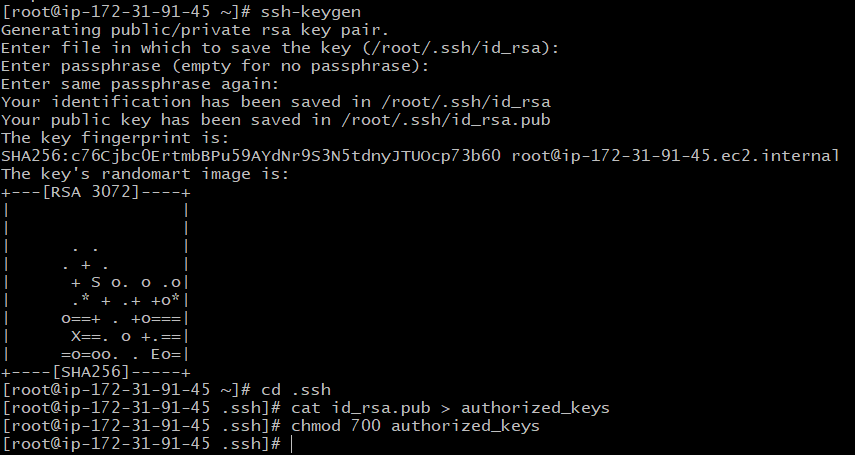 [root@ip-172-31-91-45 ~]# ssh-keygen
Generating public/private rsa key pair.
Enter file in which to save the key (/root/.ssh/id_rsa):
Enter passphrase (empty for no passphrase):
Enter same passphrase again:
Your identification has been saved in /root/.ssh/id_rsa
Your public key has been saved in /root/.ssh/id_rsa.pub
The key fingerprint is:
SHA256:c76CjbcOErtmbBPu59AYdNr9S3N5tdnyJTUOcp73b60 root@ip-172-31-91-45.ec2.internal
The key's randomart image is:
+---[RSA 3072]----+
|                 |
|                 |
|      . .        |
|     . + .       |
|      + S o. o .o|
|      .* + .+ +o*|
|     o==+ . +o===|
|      X==. o +.==|
|     =o=oo. . Eo=|
+----[SHA256]-----+
[root@ip-172-31-91-45 ~]# cd .ssh
[root@ip-172-31-91-45 .ssh]# cat id_rsa.pub > authorized_keys
[root@ip-172-31-91-45 .ssh]# chmod 700 authorized_keys
[root@ip-172-31-91-45 .ssh]#